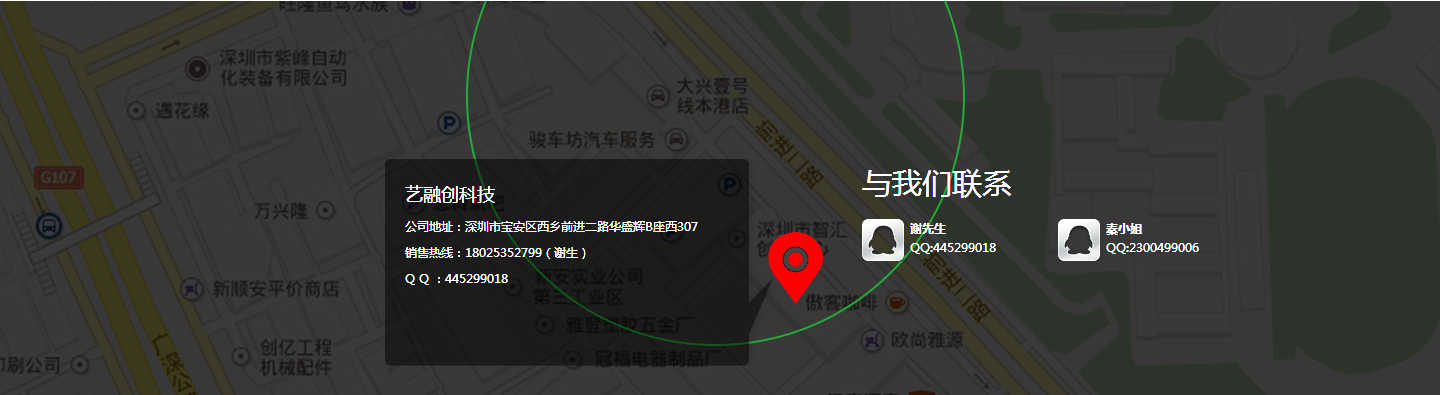 旺隆鱼鸟水族
深圳市紫峰自动
化装备有限公司
遇花缘
大兴壹号
线本港店
骏车坊汽车服务
前进二路
G107
万兴隆
艺融创科技
公司地址：深圳市宝安区西乡前进二路华盛辉B座西307
销售热线：18025352799（谢生）
Q Q ：445299018
与我们联系
谢先生
QQ:445299018
秦小姐
QQ:2300499006
深圳市智汇
新安实业公司
第三工业区
新顺安平价商店
雅登塑胶五金厂
傲客咖啡
前进二路
欧尚雅源
创亿工程
机械配件
冠福电器制品厂
印刷公司
广深公
P
P